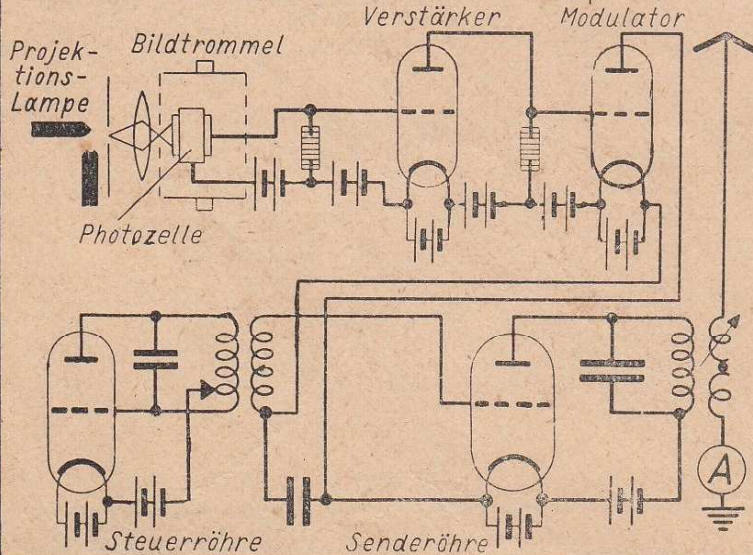 Projek-
tions-
Lampe
Bildtrommel
Verstärker
Modulator
Photozelle
A
Steuerröhre
Senderöhre